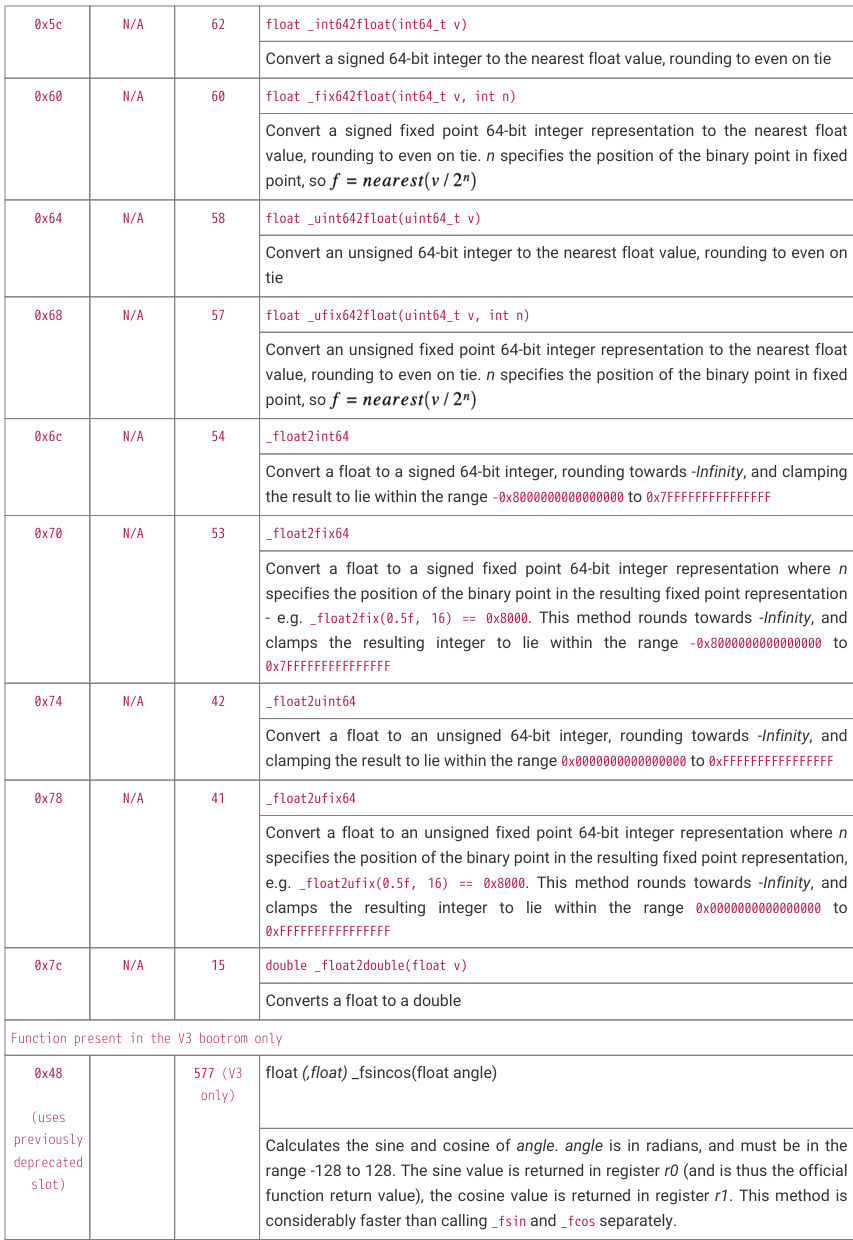 0x5c N/A 62 float _int642float(int64_t v)
Convert a signed 64-bit integer to the nearest float value, rounding to even on tie
0x60 N/A 60 float _fix642float(int64_t v, int n)
Convert a signed fixed point 64-bit integer representation to the nearest float
value, rounding to even on tie. n specifies the position of the binary point in fixed
point, so f = nearest(v / 2ⁿ)
0x64 N/A 58 float _uint642float(uint64_t v)
Convert an unsigned 64-bit integer to the nearest float value, rounding to even on
tie
0x68 N/A 57 float _ufix642float(uint64_t v, int n)
Convert an unsigned fixed point 64-bit integer representation to the nearest float
value, rounding to even on tie. n specifies the position of the binary point in fixed
point, so f = nearest(v / 2ⁿ)
0x6c N/A 54 _float2int64
Convert a float to a signed 64-bit integer, rounding towards -Infinity, and clamping
the result to lie within the range -0x8000000000000000 to 0x7FFFFFFFFFFFFFFF
0x70 N/A 53 _float2fix64
Convert a float to a signed fixed point 64-bit integer representation where n
specifies the position of the binary point in the resulting fixed point representation
- e.g. _float2fix(0.5f, 16) == 0x8000. This method rounds towards -Infinity, and
clamps the resulting integer to lie within the range -0x8000000000000000 to
0x7FFFFFFFFFFFFFFF
0x74 N/A 42 _float2uint64
Convert a float to an unsigned 64-bit integer, rounding towards -Infinity, and
clamping the result to lie within the range 0x0000000000000000 to 0xFFFFFFFFFFFFFFFF
0x78 N/A 41 _float2ufix64
Convert a float to an unsigned fixed point 64-bit integer representation where n
specifies the position of the binary point in the resulting fixed point representation,
e.g. _float2ufix(0.5f, 16) == 0x8000. This method rounds towards -Infinity, and
clamps the resulting integer to lie within the range 0x0000000000000000 to
0xFFFFFFFFFFFFFFFF
0x7c N/A 15 double _float2double(float v)
Converts a float to a double
Function present in the V3 bootrom only
0x48 577 (V3 float (,float) _fsincos(float angle)
only)
(uses
previously
deprecated
slot)
Calculates the sine and cosine of angle. angle is in radians, and must be in the
range -128 to 128. The sine value is returned in register r0 (and is thus the official
function return value), the cosine value is returned in register r1. This method is
considerably faster than calling _fsin and _fcos separately.